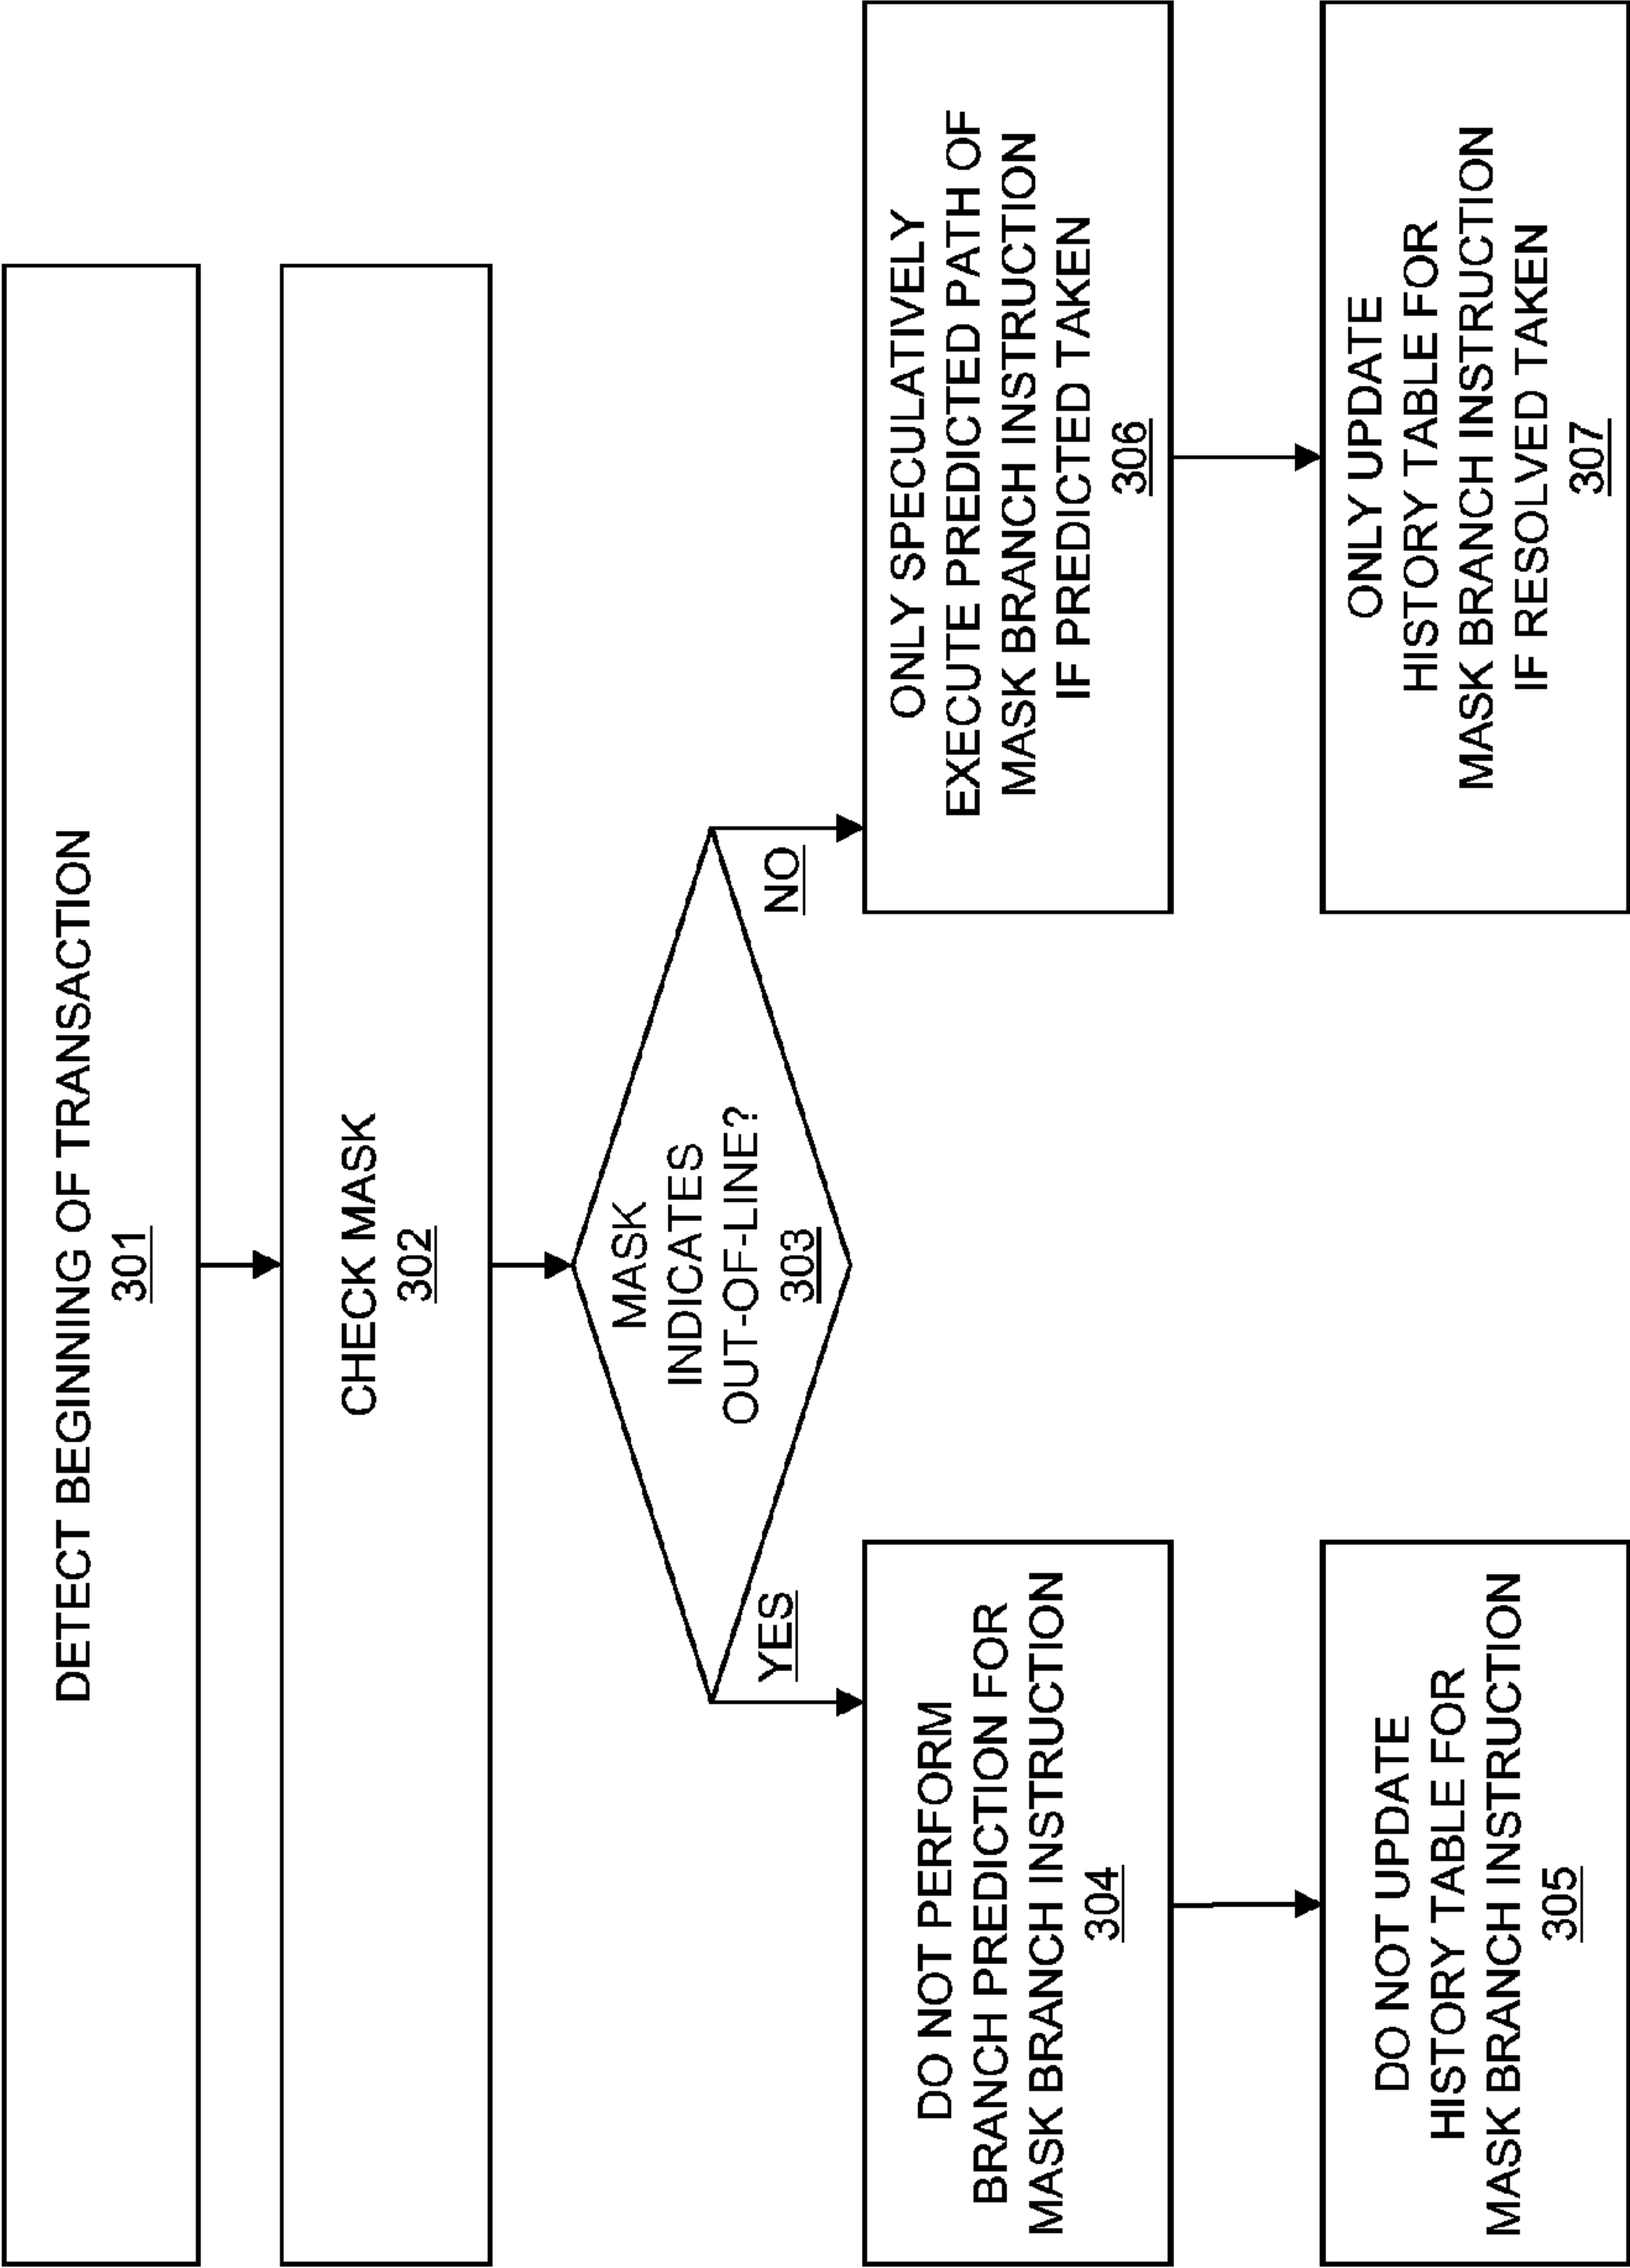 DETECT BEGINNING OF TRANSACTION
301
CHECK MASK
302
MASK
INDICATES
OUT-OF-LINE?
303
YES
NO
DO NOT PERFORM
BRANCH PREDICTION FOR
MASK BRANCH INSTRUCTION
304
ONLY SPECULATIVELY
EXECUTE PREDICTED PATH OF
MASK BRANCH INSTRUCTION
IF PREDICTED TAKEN
306
DO NOT UPDATE
HISTORY TABLE FOR
MASK BRANCH INSTRUCTION
305
ONLY UPDATE
HISTORY TABLE FOR
MASK BRANCH INSTRUCTION
IF RESOLVED TAKEN
307